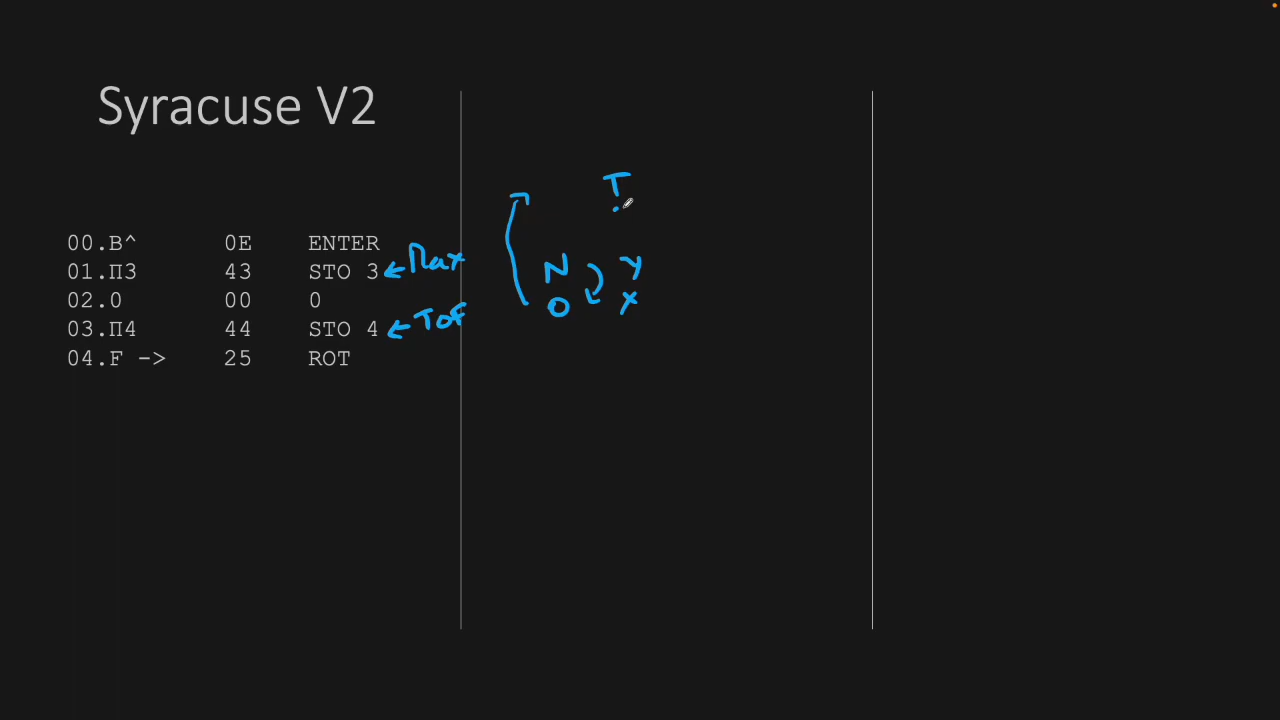 Syracuse V2
00.В^ 0E ENTER
01.П3 43 STO 3 ← Max
02.0 00 0
03.П4 44 STO 4 ← Tof
04.F -> 25 ROT
T
N Y
0 X